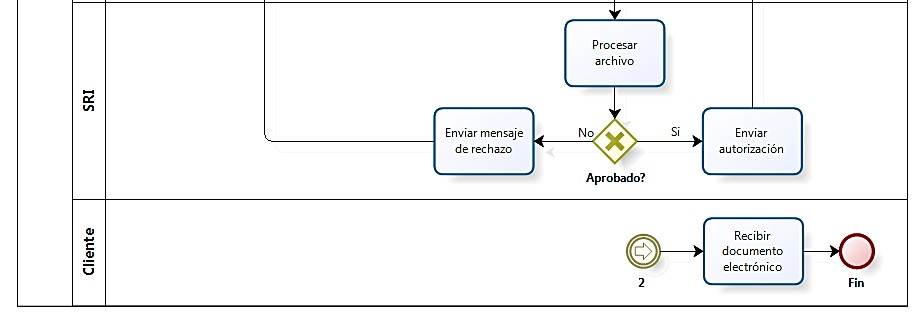 SRI
Procesar
archivo
Enviar mensaje
de rechazo
No
Si
Enviar
autorización
Aprobado?
Cliente
Recibir
documento
electrónico
2
Fin